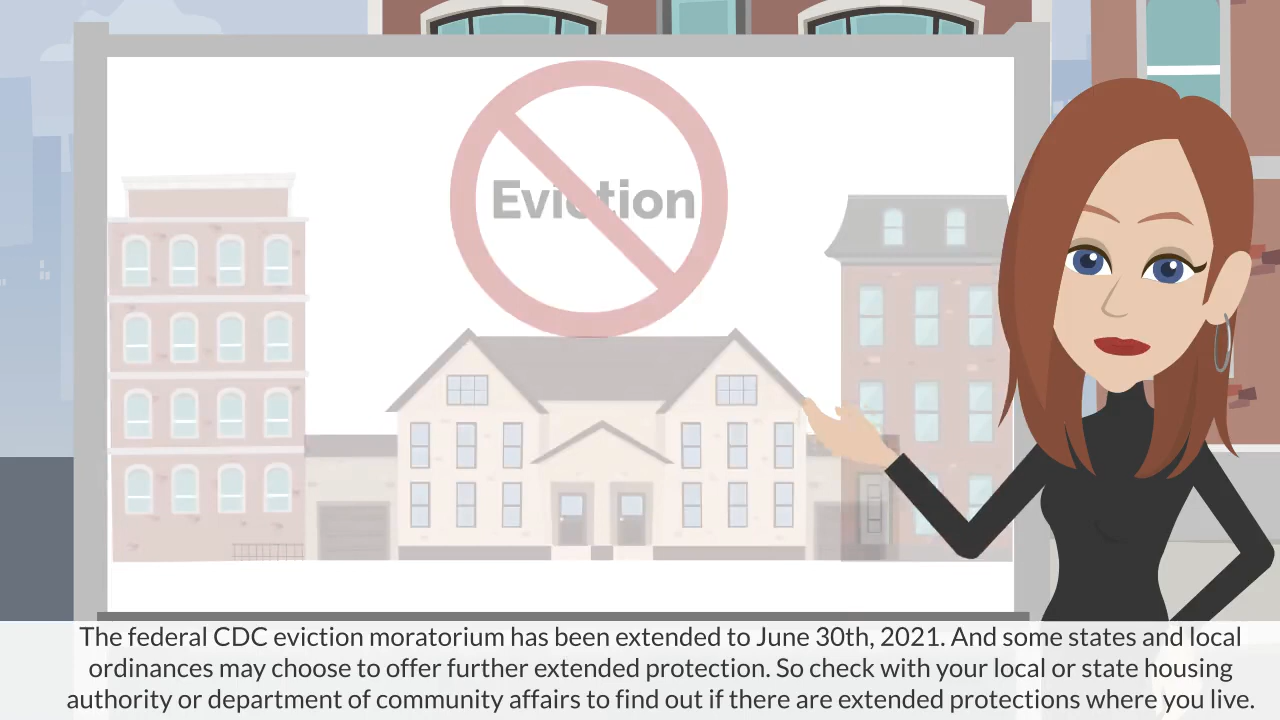 Eviction
The federal CDC eviction moratorium has been extended to June 30th, 2021. And some states and local
ordinances may choose to offer further extended protection. So check with your local or state housing
authority or department of community affairs to find out if there are extended protections where you live.